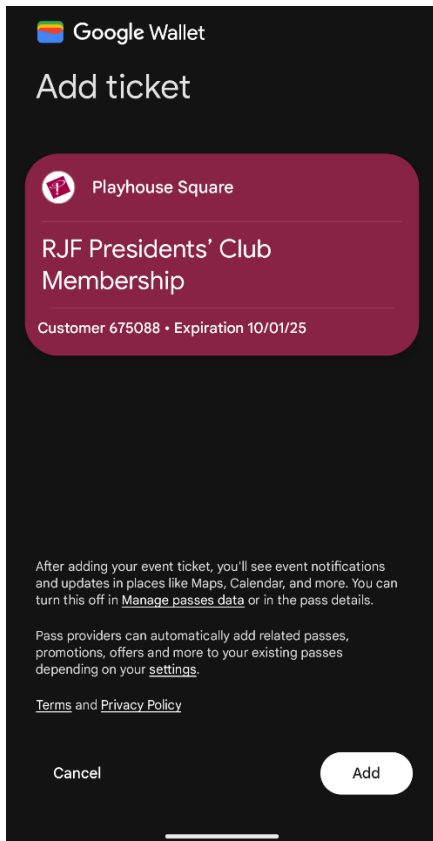 Google Wallet
Add ticket
Playhouse Square
RJF Presidents’ Club
Membership
Customer 675088 • Expiration 10/01/25
After adding your event ticket, you'll see event notifications
and updates in places like Maps, Calendar, and more. You can
turn this off in Manage passes data or in the pass details.
Pass providers can automatically add related passes,
promotions, offers and more to your existing passes
depending on your settings.
Terms and Privacy Policy
Cancel
Add